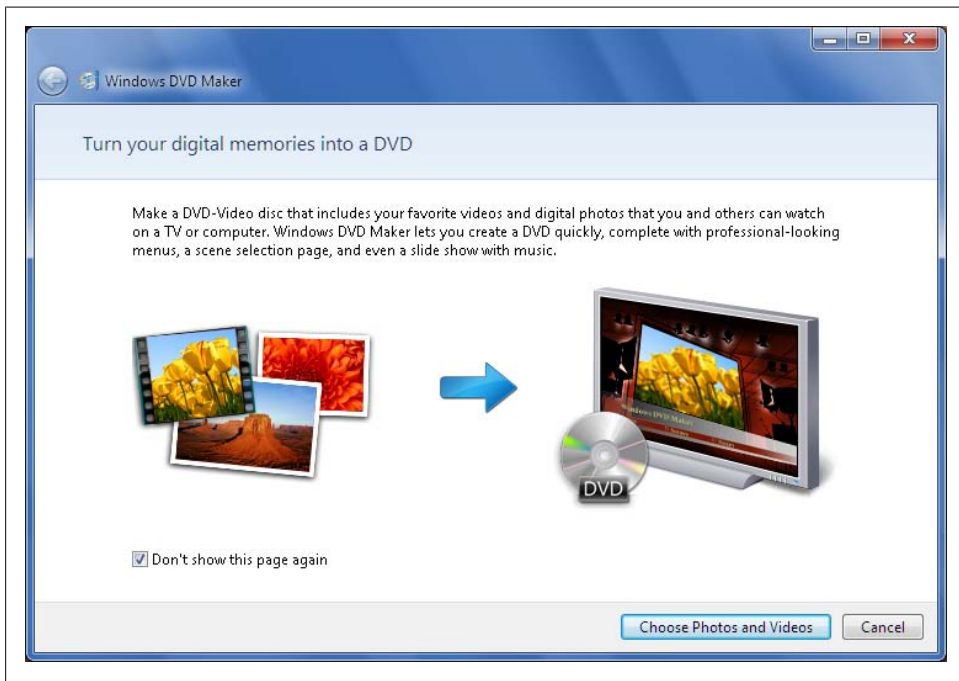 Windows DVD Maker
Turn your digital memories into a DVD
Make a DVD-Video disc that includes your favorite videos and digital photos that you and others can watch
on a TV or computer. Windows DVD Maker lets you create a DVD quickly, complete with professional-looking
menus, a scene selection page, and even a slide show with music.
Windows DVD Maker
DVD
Don't show this page again
Choose Photos and Videos
Cancel